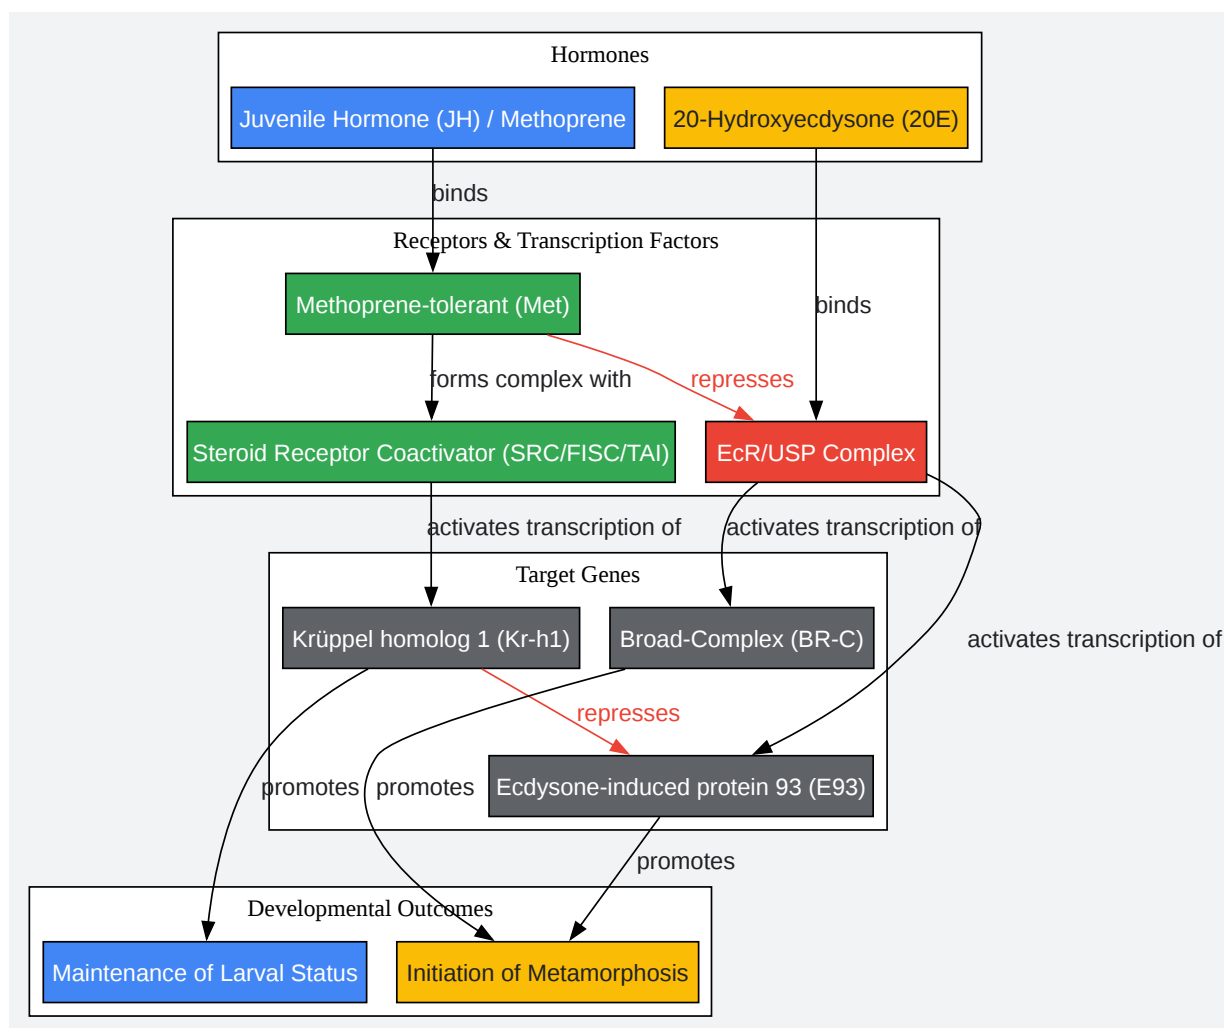 Hormones
Juvenile Hormone (JH) / Methoprene
20-Hydroxyecdysone (20E)
binds
Receptors & Transcription Factors
Methoprene-tolerant (Met)
binds
forms complex with
represses
Steroid Receptor Coactivator (SRC/FISC/TAI)
EcR/USP Complex
activates transcription of
activates transcription of
Target Genes
Krüppel homolog 1 (Kr-h1)
Broad-Complex (BR-C)
activates transcription of
represses
promotes
promotes
Ecdysone-induced protein 93 (E93)
promotes
Developmental Outcomes
Maintenance of Larval Status
Initiation of Metamorphosis